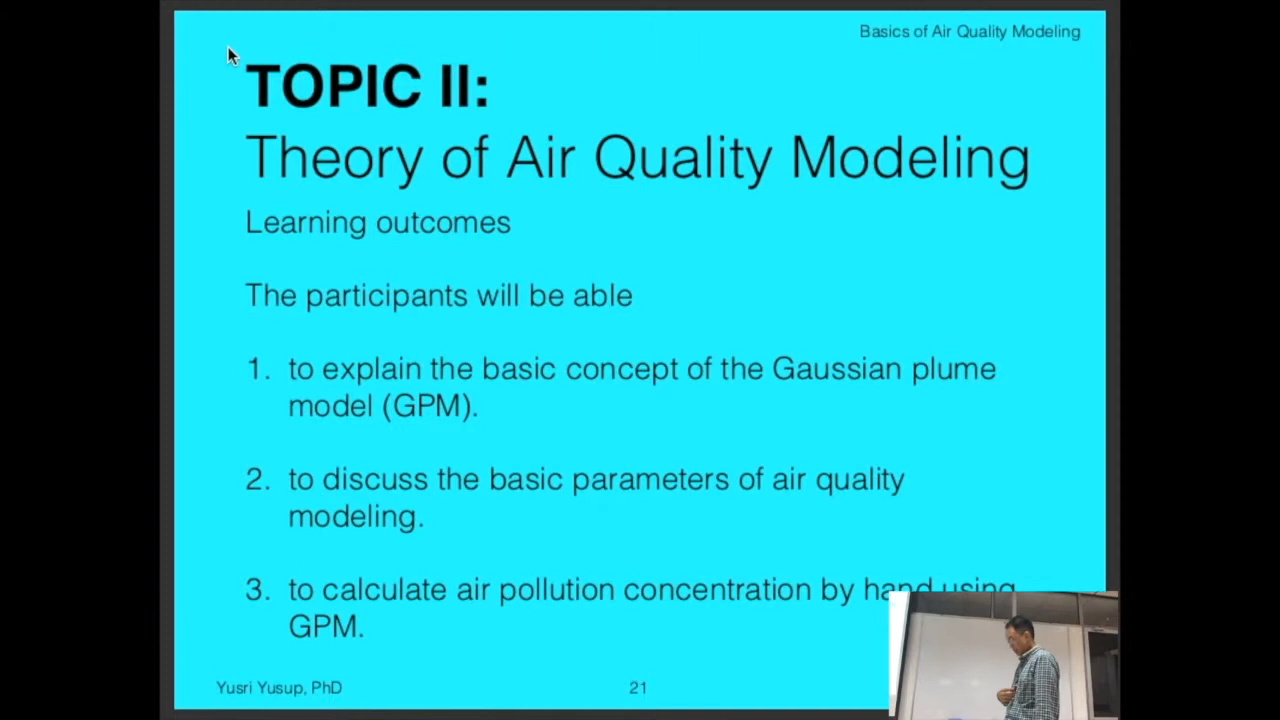 Basics of Air Quality Modeling
TOPIC II:
Theory of Air Quality Modeling
Learning outcomes
The participants will be able
1. to explain the basic concept of the Gaussian plume
model (GPM).
2. to discuss the basic parameters of air quality
modeling.
3. to calculate air pollution concentration by hand using
GPM.
Yusri Yusup, PhD
21